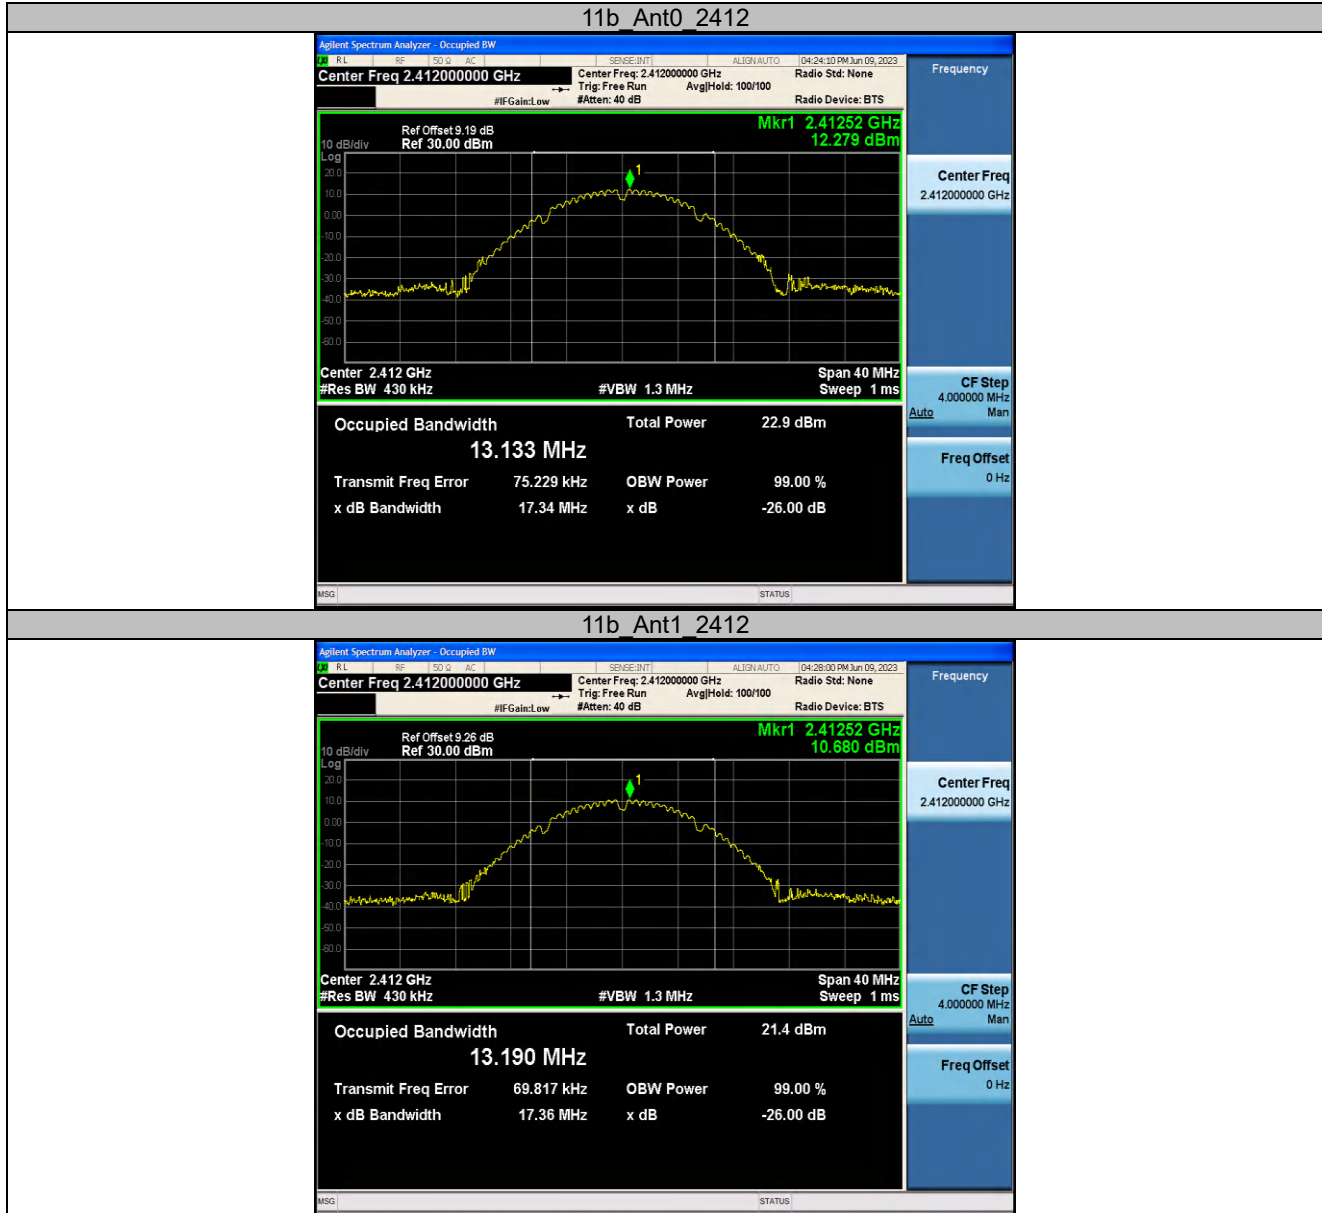 11b_Ant0_2412
Agilent Spectrum Analyzer - Occupied BW
RL RF 50 Ω AC SENSE:INT ALIGN AUTO 04:24:10 PM Jun 09, 2023
Center Freq 2.412000000 GHz
Center Freq: 2.412000000 GHz
Radio Std: None
Trig: Free Run Avg|Hold: 100/100
#IFGain:Low
#Atten: 40 dB
Radio Device: BTS
Frequency
Mkr1 2.41252 GHz
12.279 dBm
Ref Offset 9.19 dB
10 dB/div Ref 30.00 dBm
Log
20.0
10.0
0.00
-10.0
-20.0
-30.0
-40.0
-50.0
-60.0
1
Center Freq
2.412000000 GHz
Center 2.412 GHz Span 40 MHz
#Res BW 430 kHz #VBW 1.3 MHz Sweep 1 ms
CF Step
4.000000 MHz
Auto Man
Occupied Bandwidth Total Power 22.9 dBm
13.133 MHz
Freq Offset
0 Hz
Transmit Freq Error 75.229 kHz OBW Power 99.00 %
x dB Bandwidth 17.34 MHz x dB -26.00 dB
MSG STATUS
11b_Ant1_2412
Agilent Spectrum Analyzer - Occupied BW
RL RF 50 Ω AC SENSE:INT ALIGN AUTO 04:28:00 PM Jun 09, 2023
Center Freq 2.412000000 GHz
Center Freq: 2.412000000 GHz
Radio Std: None
Trig: Free Run Avg|Hold: 100/100
#IFGain:Low
#Atten: 40 dB
Radio Device: BTS
Frequency
Mkr1 2.41252 GHz
10.680 dBm
Ref Offset 9.26 dB
10 dB/div Ref 30.00 dBm
Log
20.0
10.0
0.00
-10.0
-20.0
-30.0
-40.0
-50.0
-60.0
1
Center Freq
2.412000000 GHz
Center 2.412 GHz Span 40 MHz
#Res BW 430 kHz #VBW 1.3 MHz Sweep 1 ms
CF Step
4.000000 MHz
Auto Man
Occupied Bandwidth Total Power 21.4 dBm
13.190 MHz
Freq Offset
0 Hz
Transmit Freq Error 69.817 kHz OBW Power 99.00 %
x dB Bandwidth 17.36 MHz x dB -26.00 dB
MSG STATUS